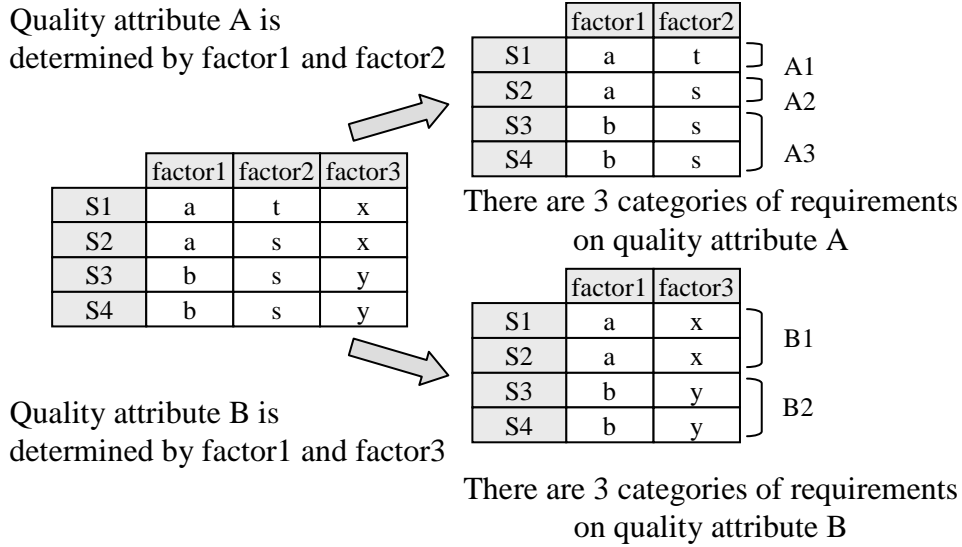 Quality attribute A is
determined by factor1 and factor2
factor1 factor2 factor3
S1 a t x
S2 a s x
S3 b s y
S4 b s y
Quality attribute B is
determined by factor1 and factor3
factor1 factor2
S1 a t
S2 a s
S3 b s
S4 b s
A1
A2
A3
There are 3 categories of requirements
on quality attribute A
factor1 factor3
S1 a x
S2 a x
S3 b y
S4 b y
B1
B2
There are 3 categories of requirements
on quality attribute B